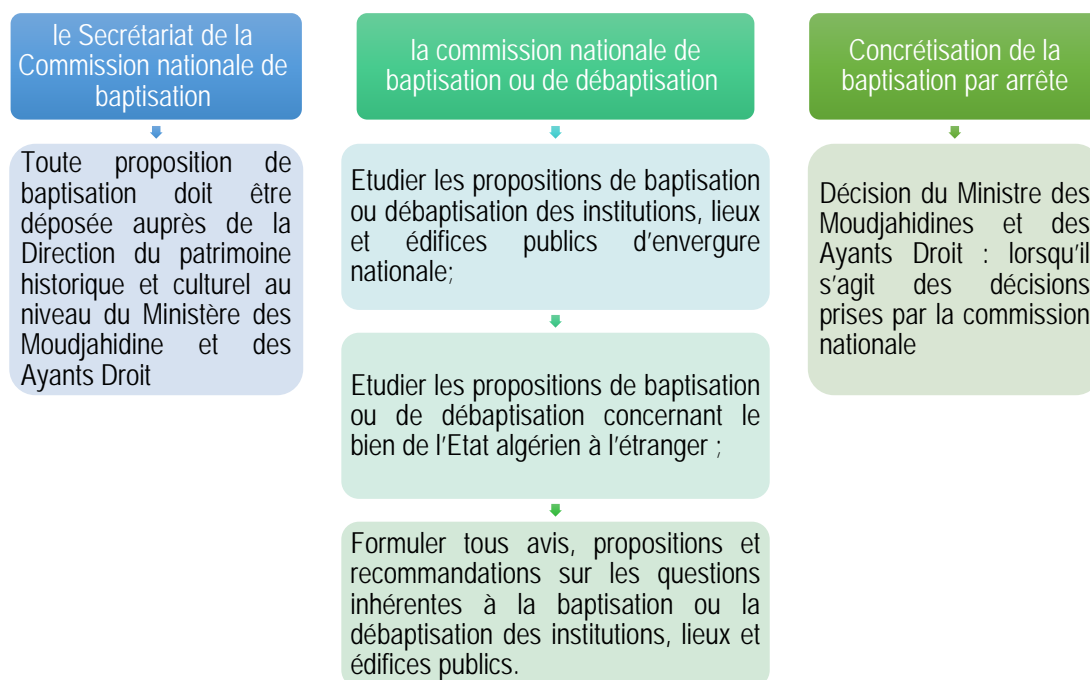 le Secrétariat de la
Commission nationale de
baptisation
Toute proposition de
baptisation doit être
déposée auprès de la
Direction du patrimoine
historique et culturel au
niveau du Ministère des
Moudjahidine et des
Ayants Droit
la commission nationale de
baptisation ou de débaptisation
Etudier les propositions de baptisation
ou débaptisation des institutions, lieux
et édifices publics d'envergure
nationale;
Etudier les propositions de baptisation
ou de débaptisation concernant le
bien de l'Etat algérien à l'étranger ;
Formuler tous avis, propositions et
recommandations sur les questions
inhérentes à la baptisation ou la
débaptisation des institutions, lieux et
édifices publics.
Concrétisation de la
baptisation par arrête
Décision du Ministre des
Moudjahidines et des
Ayants Droit : lorsqu'il
s'agit des décisions
prises par la commission
nationale